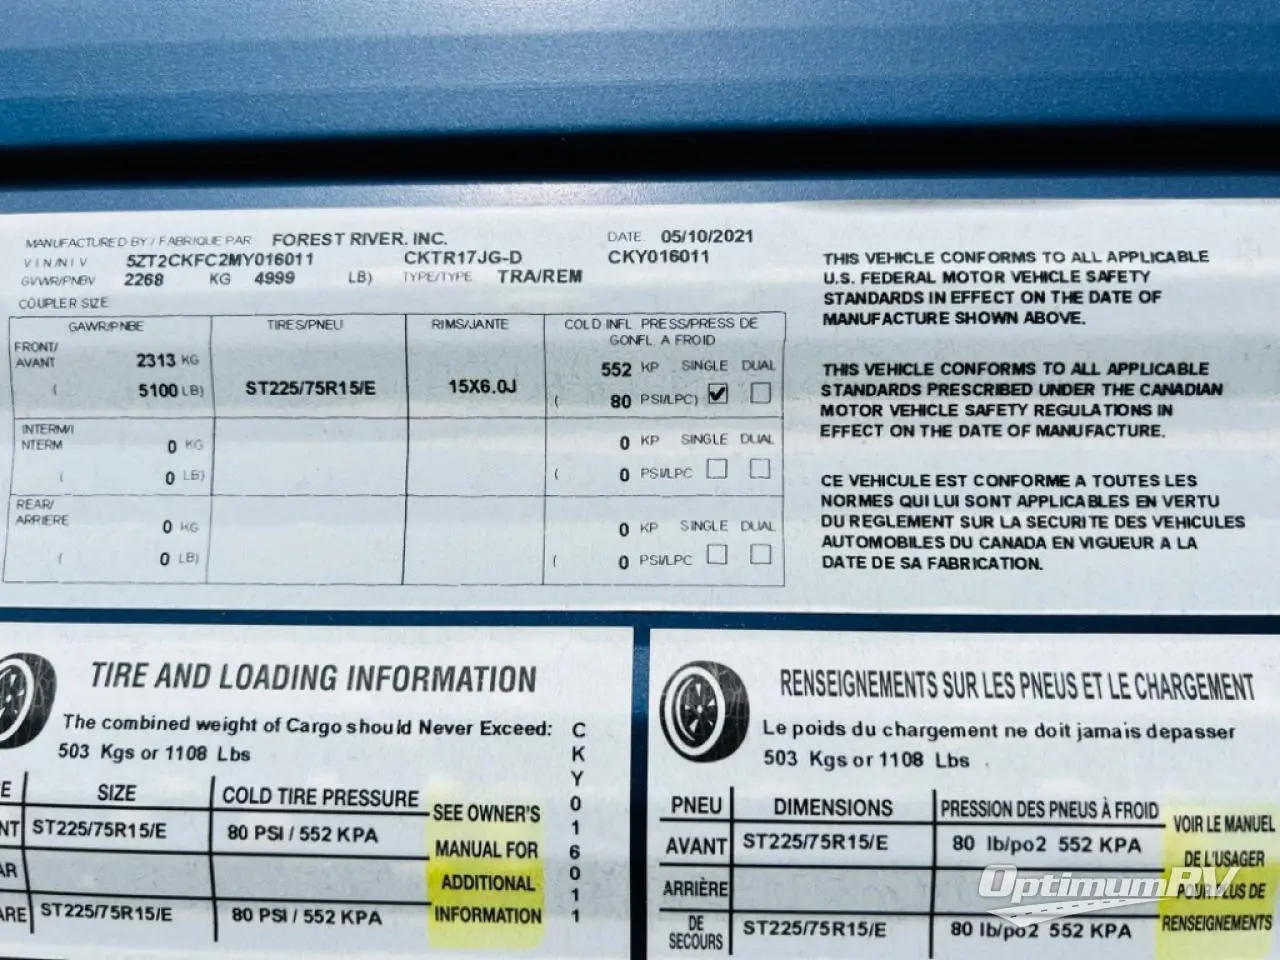 MANUFACTURED BY / FABRIQUE PAR FOREST RIVER. INC. DATE. 05/10/2021
VIN/NIV 5ZT2CKFC2MY016011 CKTR17JG-D CKY016011
GVWR/PNBV 2268 KG 4999 LB) TYPE/TYPE TRA/REM
COUPLER SIZE
GAWR/PNBE TIRES/PNEU RIMS/JANTE COLD INFL PRESS/PRESS DE
GONFL A FROID
FRONT/
AVANT 2313 KG 552 KP SINGLE DUAL
( 5100 LB) ST225/75R15/E 15X6.0J ( 80 PSI/LPC)
INTERM/I
NTERM 0 KG 0 KP SINGLE DUAL
( 0 LB) ( 0 PSI/LPC
REAR/
ARRIERE 0 KG 0 KP SINGLE DUAL
( 0 LB) ( 0 PSI/LPC
THIS VEHICLE CONFORMS TO ALL APPLICABLE
U.S. FEDERAL MOTOR VEHICLE SAFETY
STANDARDS IN EFFECT ON THE DATE OF
MANUFACTURE SHOWN ABOVE.
THIS VEHICLE CONFORMS TO ALL APPLICABLE
STANDARDS PRESCRIBED UNDER THE CANADIAN
MOTOR VEHICLE SAFETY REGULATIONS IN
EFFECT ON THE DATE OF MANUFACTURE.
CE VEHICULE EST CONFORME A TOUTES LES
NORMES QUI LUI SONT APPLICABLES EN VERTU
DU REGLEMENT SUR LA SECURITE DES VEHICULES
AUTOMOBILES DU CANADA EN VIGUEUR A LA
DATE DE SA FABRICATION.
TIRE AND LOADING INFORMATION
The combined weight of Cargo should Never Exceed:
503 Kgs or 1108 Lbs
E SIZE COLD TIRE PRESSURE
NT ST225/75R15/E 80 PSI / 552 KPA
AR
ARE ST225/75R15/E 80 PSI / 552 KPA
SEE OWNER'S
MANUAL FOR
ADDITIONAL
INFORMATION
CKY016011
RENSEIGNEMENTS SUR LES PNEUS ET LE CHARGEMENT
Le poids du chargement ne doit jamais depasser
503 Kgs or 1108 Lbs
PNEU DIMENSIONS PRESSION DES PNEUS À FROID
AVANT ST225/75R15/E 80 lb/po2 552 KPA
ARRIÈRE
DE
SECOURS ST225/75R15/E 80 lb/po2 552 KPA
VOIR LE MANUEL
DE L'USAGER
POUR PLUS DE
RENSEIGNEMENTS
OptimumRV